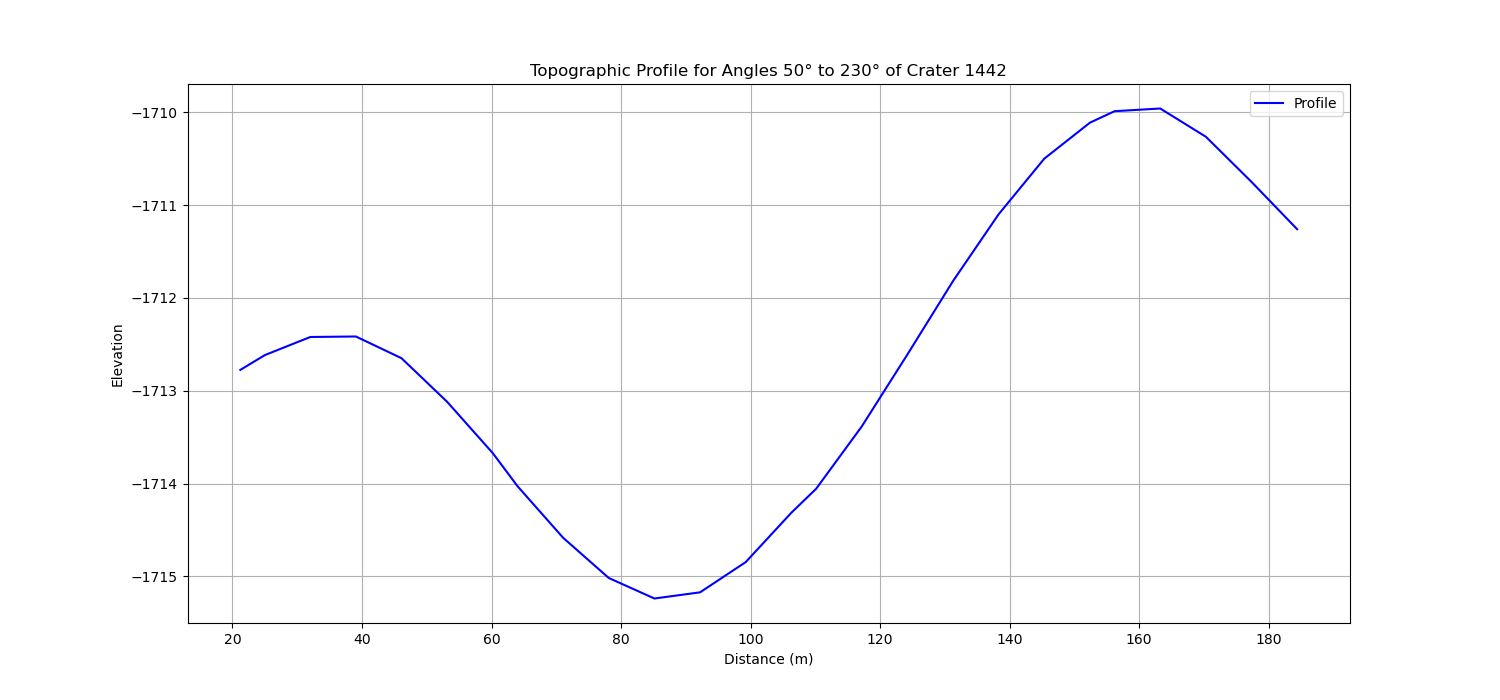 Topographic Profile for Angles 50° to 230° of Crater 1442
Profile
−1710
−1711
−1712
−1713
−1714
−1715
Elevation
20 40 60 80 100 120 140 160 180
Distance (m)